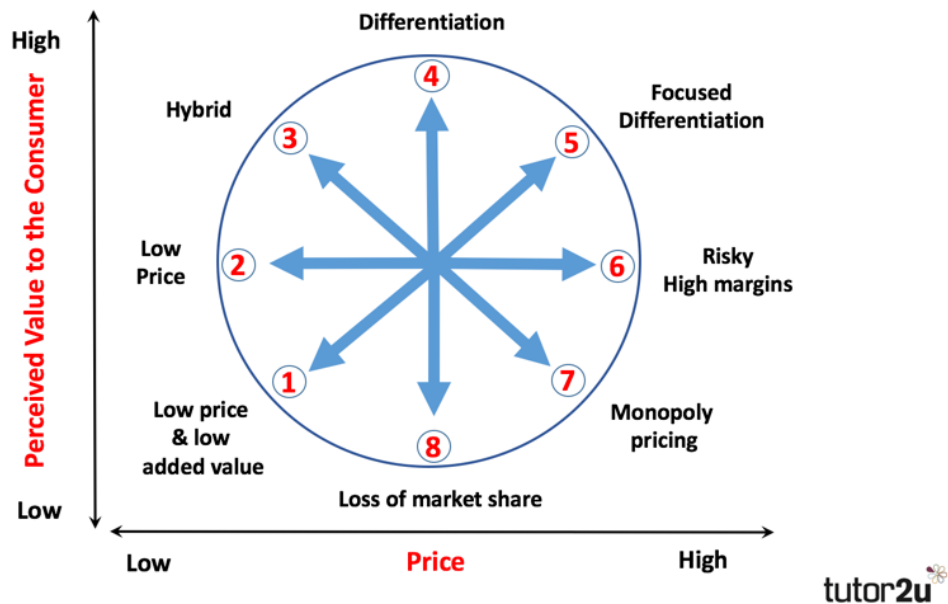 Differentiation
High
4
Hybrid
Focused
Differentiation
3
5
Perceived Value to the Consumer
Low
Price
2
6
Risky
High margins
1
7
Low price
& low
added value
Monopoly
pricing
8
Low
Loss of market share
Low
Price
High
tutor2u